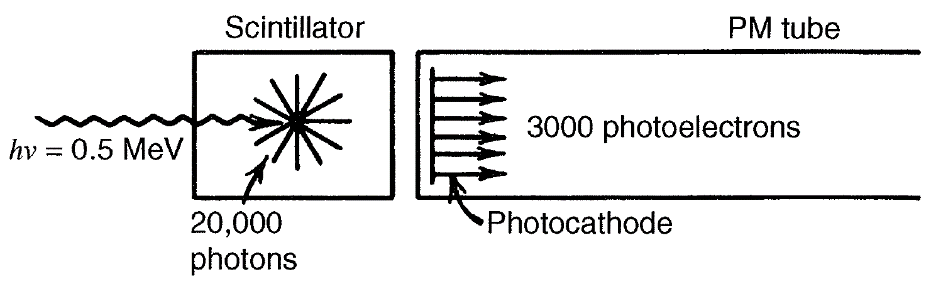 Scintillator
PM tube
hν = 0.5 MeV
3000 photoelectrons
20,000
photons
Photocathode